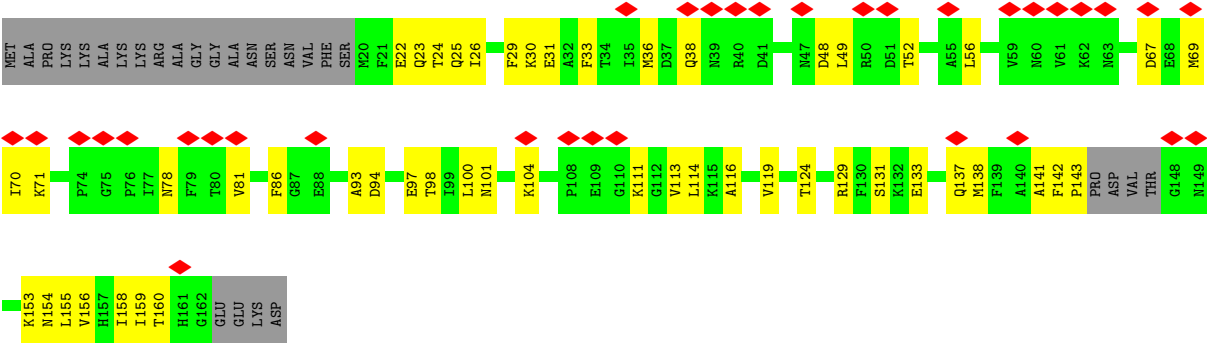 MET ALA PRO LYS LYS ALA LYS LYS ARG ALA GLY GLY ALA ASN SER ASN VAL PHE SER M20 F21 E22 Q23 T24 Q25 I26 F29 K30 E31 A32 F33 T34 I35 M36 D37 Q38 N39 R40 D41 N47 D48 L49 R50 D51 T52 A55 L56 V59 N60 V61 K62 N63 D67 E68 M69
I70 K71 P74 G75 P76 I77 N78 F79 T80 V81 F86 G87 E88 A93 D94 E97 T98 I99 L100 N101 K104 P108 E109 G110 K111 G112 V113 L114 K115 A116 V119 T124 R129 F130 S131 K132 E133 Q137 M138 F139 A140 A141 F142 P143 PRO ASP VAL THR G148 N149
K153 N154 L155 V156 H157 I158 I159 T160 H161 G162 GLU GLU LYS ASP